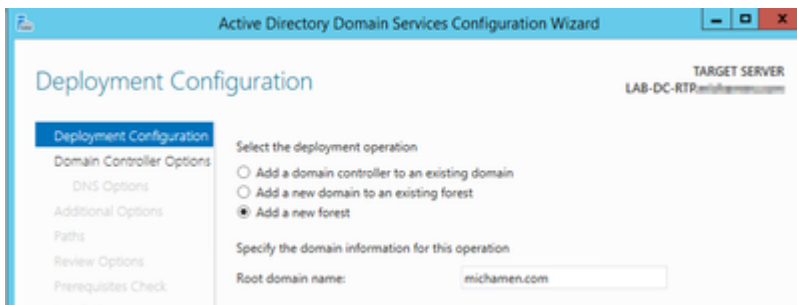 Active Directory Domain Services Configuration Wizard
Deployment Configuration
TARGET SERVER
LAB-DC-RTP
Deployment Configuration
Domain Controller Options
DNS Options
Additional Options
Paths
Review Options
Prerequisites Check
Select the deployment operation
Add a domain controller to an existing domain
Add a new domain to an existing forest
Add a new forest
Specify the domain information for this operation
Root domain name: michamen.com